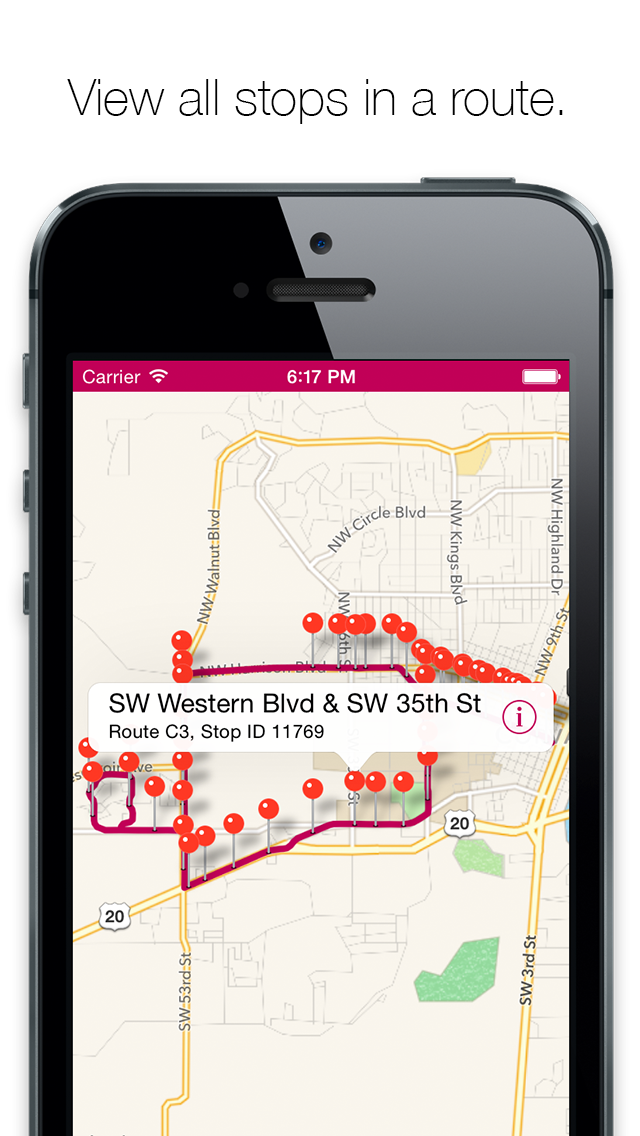 View all stops in a route.
Carrier
6:17 PM
NW Circle Blvd
NW Walnut Blvd
NW Kings Blvd
NW Highland Dr
NW 9th St
NW Harrison Blvd
SW Western Blvd & SW 35th St
Route C3, Stop ID 11769
20
20
SW 53rd St
SW 3rd St